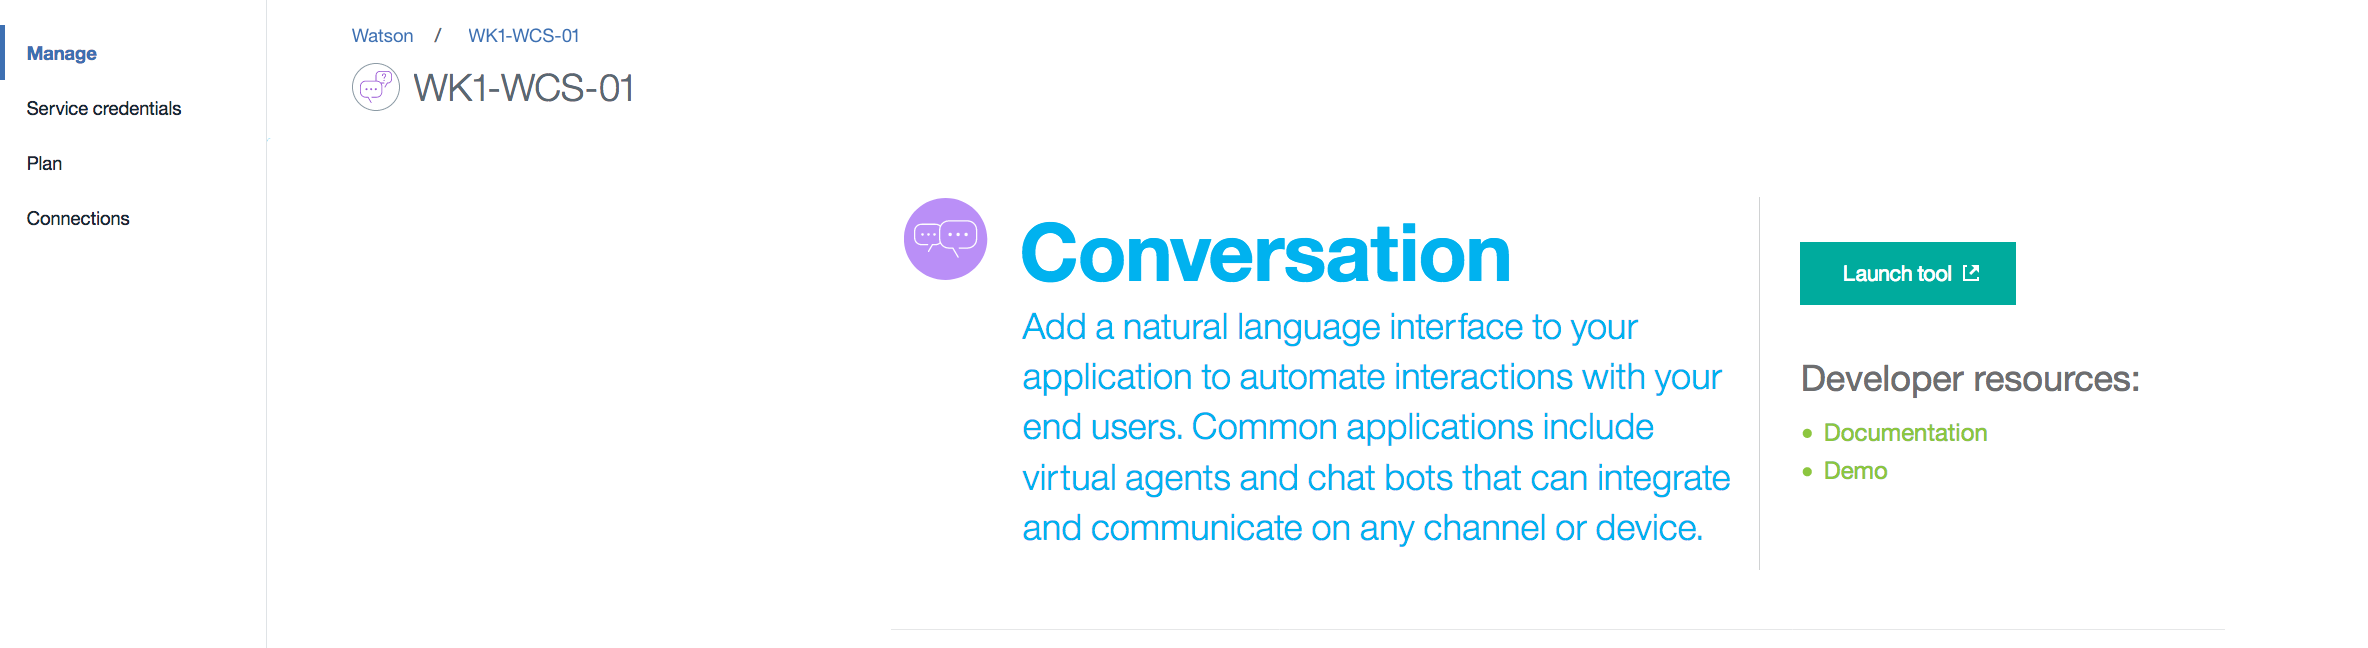 Manage
Service credentials
Plan
Connections
Watson / WK1-WCS-01
WK1-WCS-01
Conversation
Add a natural language interface to your
application to automate interactions with your
end users. Common applications include
virtual agents and chat bots that can integrate
and communicate on any channel or device.
Launch tool
Developer resources:
• Documentation
• Demo